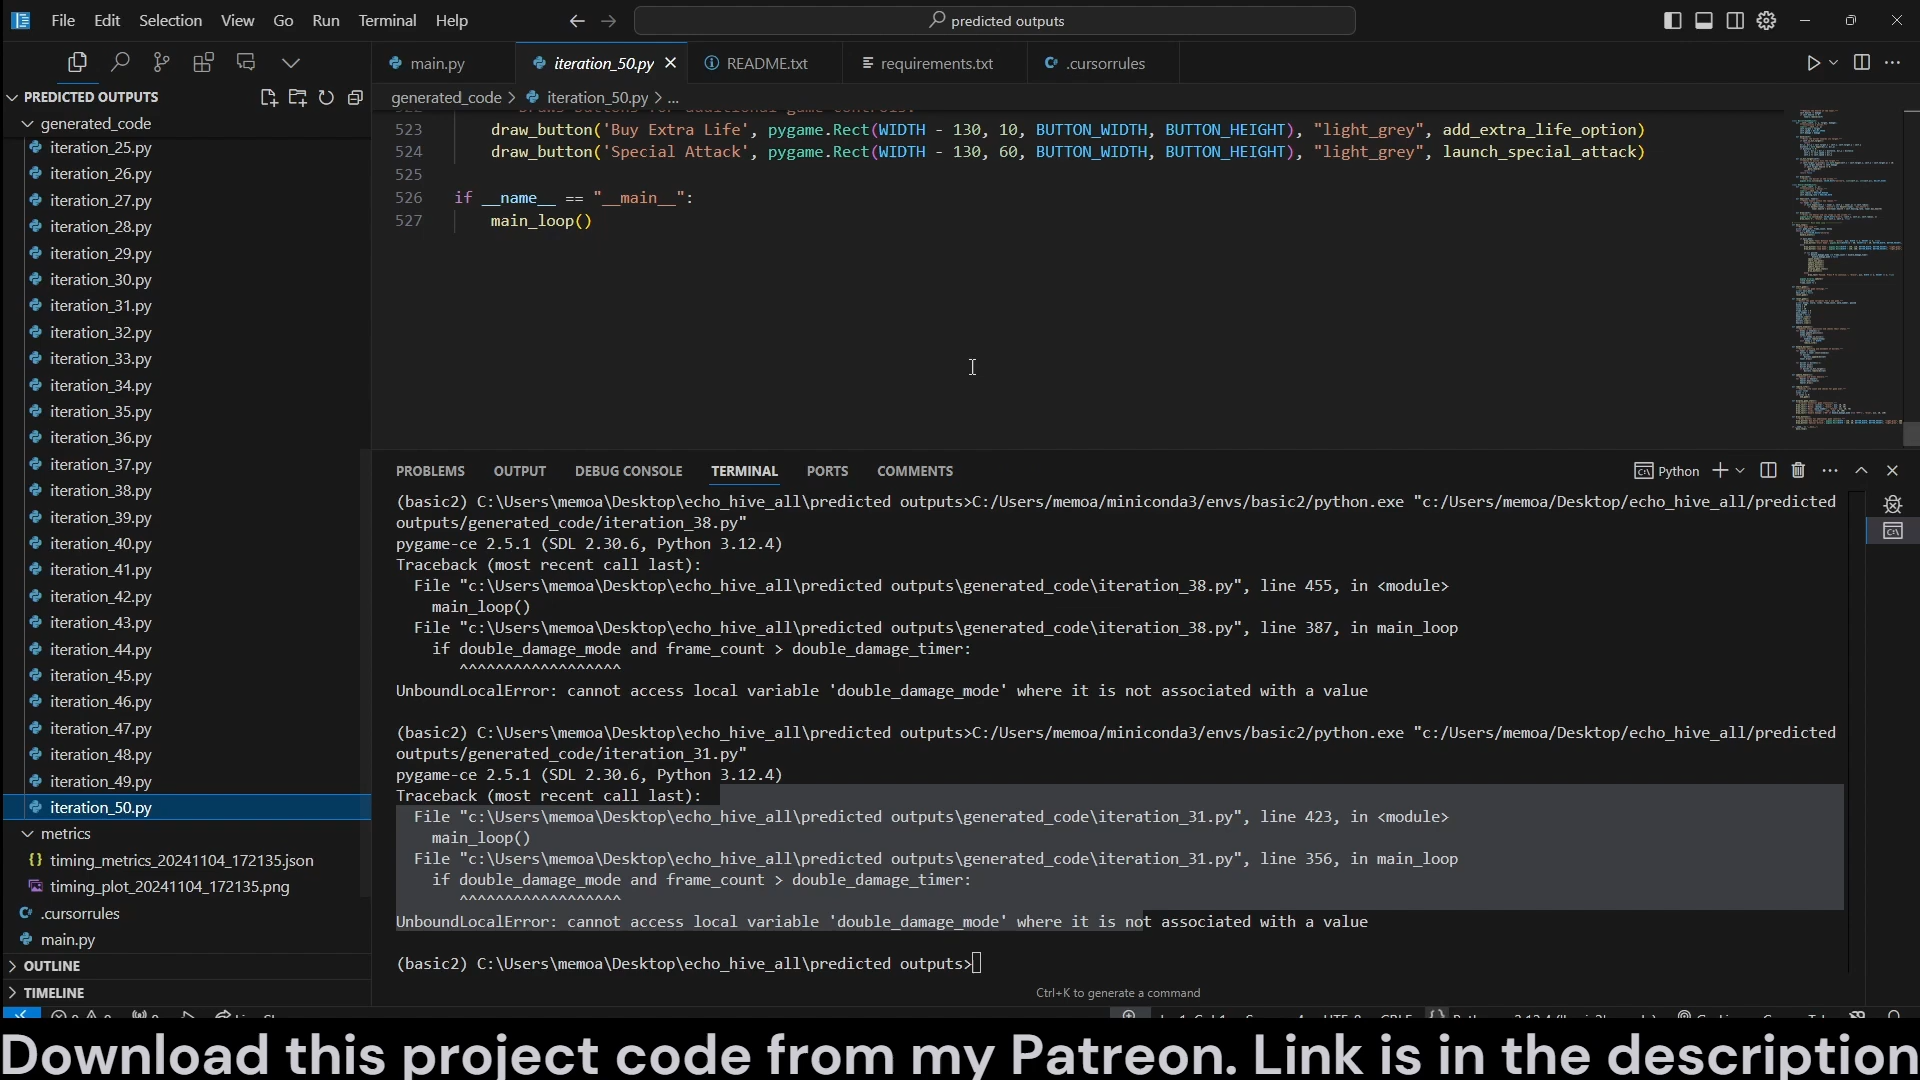 File Edit Selection View Go Run Terminal Help
predicted outputs
main.py
iteration_50.py
README.txt
requirements.txt
.cursorrules
PREDICTED OUTPUTS
generated_code > iteration_50.py > ...
generated_code
iteration_25.py
iteration_26.py
iteration_27.py
iteration_28.py
iteration_29.py
iteration_30.py
iteration_31.py
iteration_32.py
iteration_33.py
iteration_34.py
iteration_35.py
iteration_36.py
iteration_37.py
iteration_38.py
iteration_39.py
iteration_40.py
iteration_41.py
iteration_42.py
iteration_43.py
iteration_44.py
iteration_45.py
iteration_46.py
iteration_47.py
iteration_48.py
iteration_49.py
iteration_50.py
metrics
timing_metrics_20241104_172135.json
timing_plot_20241104_172135.png
.cursorrules
main.py
OUTLINE
TIMELINE
523 draw_button('Buy Extra Life', pygame.Rect(WIDTH - 130, 10, BUTTON_WIDTH, BUTTON_HEIGHT), "light_grey", add_extra_life_option)
524 draw_button('Special Attack', pygame.Rect(WIDTH - 130, 60, BUTTON_WIDTH, BUTTON_HEIGHT), "light_grey", launch_special_attack)
525
526 if __name__ == "__main__":
527 main_loop()
PROBLEMS OUTPUT DEBUG CONSOLE TERMINAL PORTS COMMENTS
Python
(basic2) C:\Users\memoa\Desktop\echo_hive_all\predicted outputs>C:/Users/memoa/miniconda3/envs/basic2/python.exe "c:/Users/memoa/Desktop/echo_hive_all/predicted
outputs/generated_code/iteration_38.py"
pygame-ce 2.5.1 (SDL 2.30.6, Python 3.12.4)
Traceback (most recent call last):
File "c:\Users\memoa\Desktop\echo_hive_all\predicted outputs\generated_code\iteration_38.py", line 455, in <module>
main_loop()
File "c:\Users\memoa\Desktop\echo_hive_all\predicted outputs\generated_code\iteration_38.py", line 387, in main_loop
if double_damage_mode and frame_count > double_damage_timer:
^^^^^^^^^^^^^^^^^^
UnboundLocalError: cannot access local variable 'double_damage_mode' where it is not associated with a value
(basic2) C:\Users\memoa\Desktop\echo_hive_all\predicted outputs>C:/Users/memoa/miniconda3/envs/basic2/python.exe "c:/Users/memoa/Desktop/echo_hive_all/predicted
outputs/generated_code/iteration_31.py"
pygame-ce 2.5.1 (SDL 2.30.6, Python 3.12.4)
Traceback (most recent call last):
File "c:\Users\memoa\Desktop\echo_hive_all\predicted outputs\generated_code\iteration_31.py", line 423, in <module>
main_loop()
File "c:\Users\memoa\Desktop\echo_hive_all\predicted outputs\generated_code\iteration_31.py", line 356, in main_loop
if double_damage_mode and frame_count > double_damage_timer:
^^^^^^^^^^^^^^^^^^
UnboundLocalError: cannot access local variable 'double_damage_mode' where it is not associated with a value
(basic2) C:\Users\memoa\Desktop\echo_hive_all\predicted outputs>
Ctrl+K to generate a command
Download this project code from my Patreon. Link is in the description